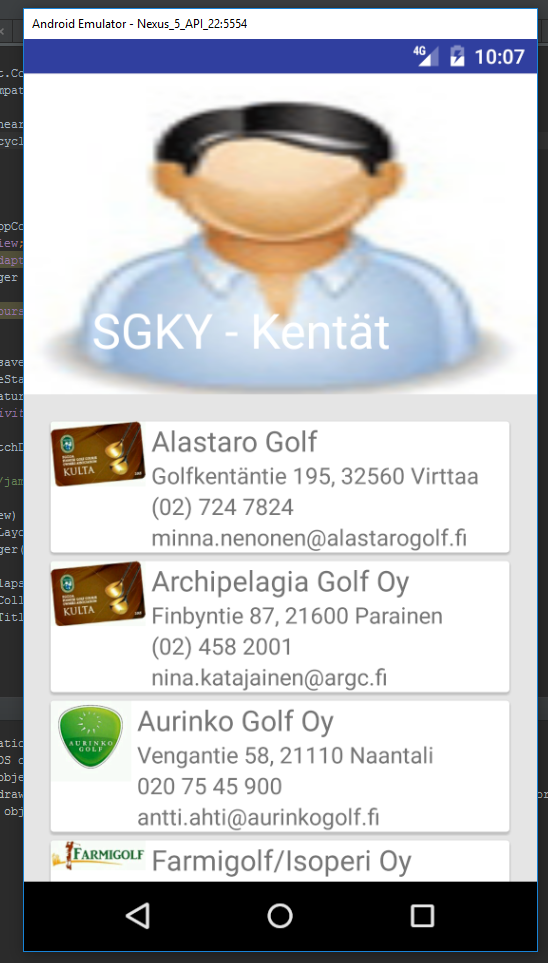 Android Emulator - Nexus_5_API_22:5554
4G 10:07
SGKY - Kentät
KULTA
Alastaro Golf
Golfkentäntie 195, 32560 Virttaa
(02) 724 7824
minna.nenonen@alastarogolf.fi
KULTA
Archipelagia Golf Oy
Finbyntie 87, 21600 Parainen
(02) 458 2001
nina.katajainen@argc.fi
AURINKO
GOLF
Aurinko Golf Oy
Vengantie 58, 21110 Naantali
020 75 45 900
antti.ahti@aurinkogolf.fi
FARMIGOLF
Farmigolf/Isoperi Oy